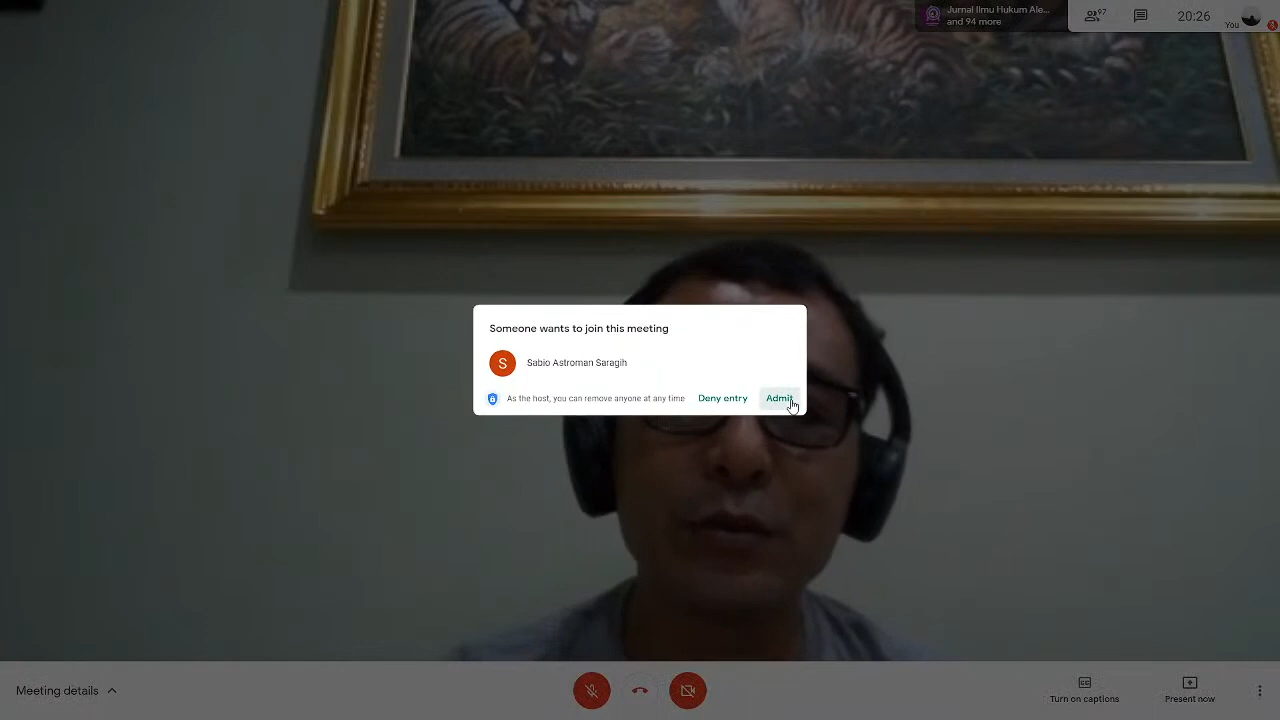 Jurnal Ilmu Hukum Ale...
and 94 more
97
20:26
You
Someone wants to join this meeting
S
Sabio Astroman Saragih
As the host, you can remove anyone at any time
Deny entry
Admit
Meeting details
Turn on captions
Present now